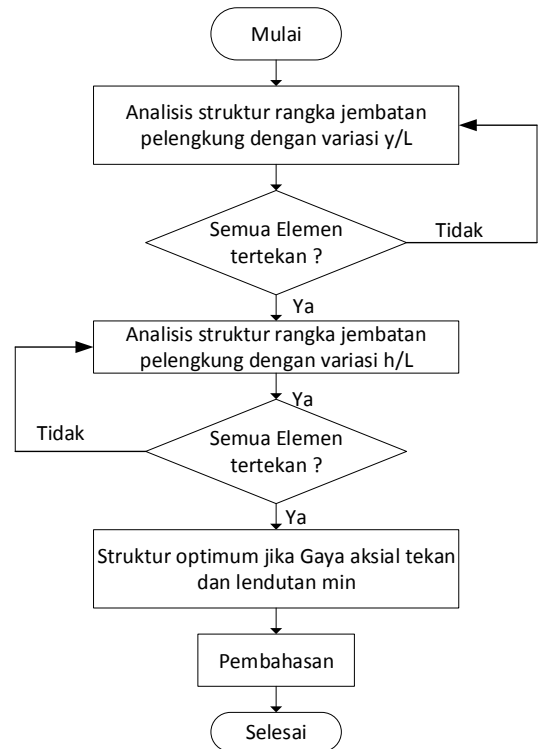 Mulai
Analisis struktur rangka jembatan
pelengkung dengan variasi y/L
Semua Elemen
tertekan ?
Tidak
Ya
Analisis struktur rangka jembatan
pelengkung dengan variasi h/L
Ya
Tidak
Semua Elemen
tertekan ?
Ya
Struktur optimum jika Gaya aksial tekan
dan lendutan min
Pembahasan
Selesai